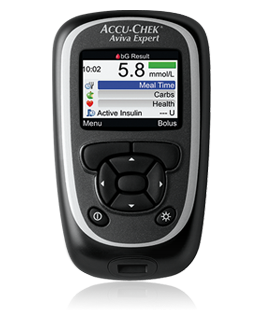 ACCU-CHEK®
Aviva Expert
bG Result
10:02 5.8 mmol/L
Meal Time
Carbs
Health
Active Insulin --- U
Menu Bolus